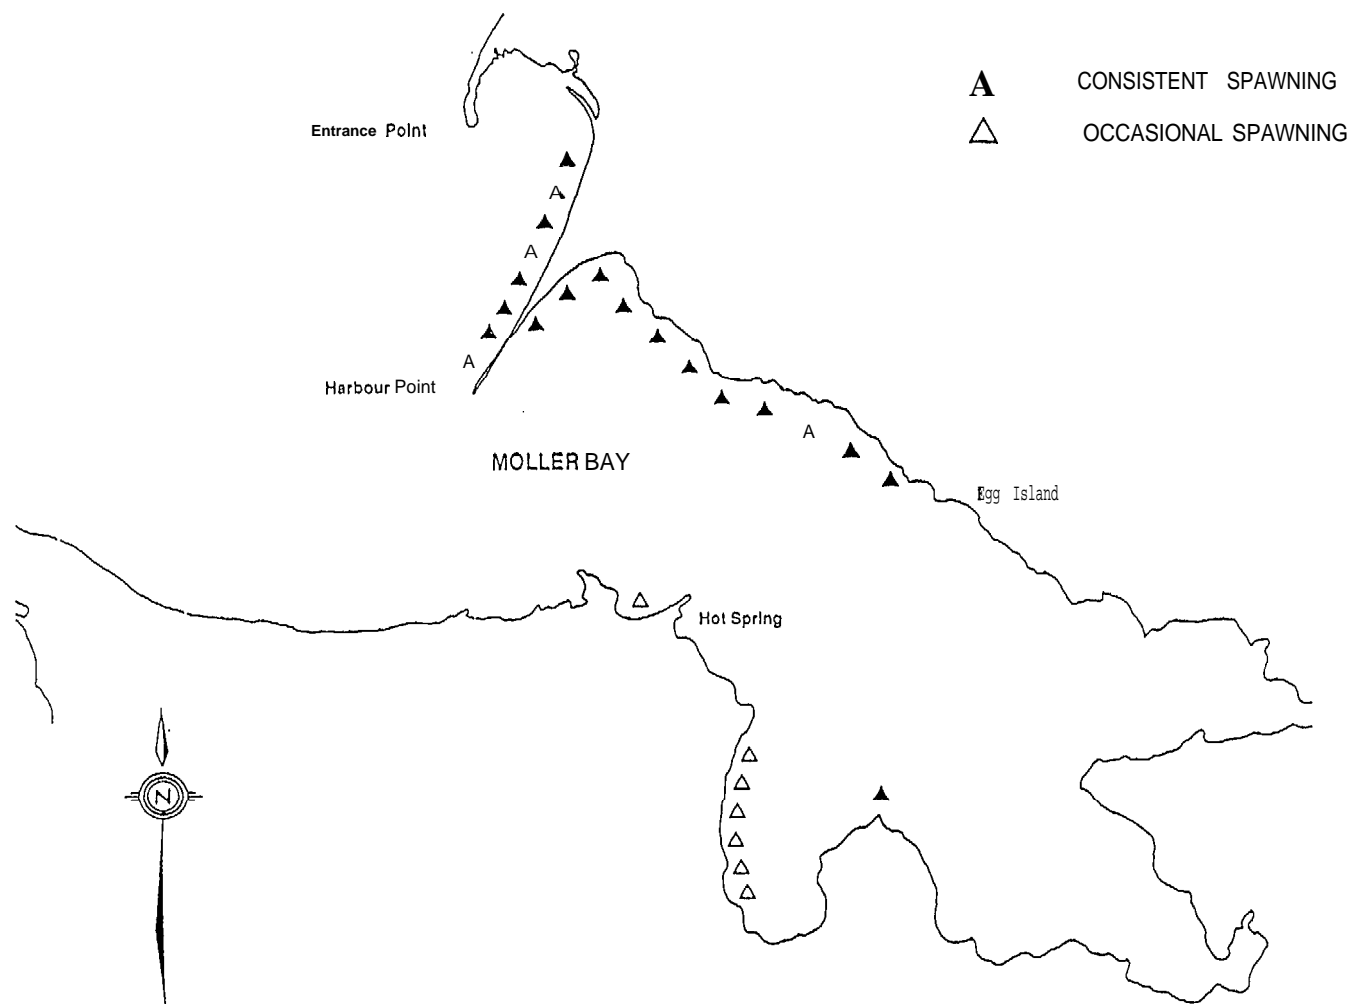 A CONSISTENT SPAWNING
OCCASIONAL SPAWNING
Entrance Point
A
A
A
Harbour Point
A
MOLLER BAY
Egg Island
Hot Spring
N